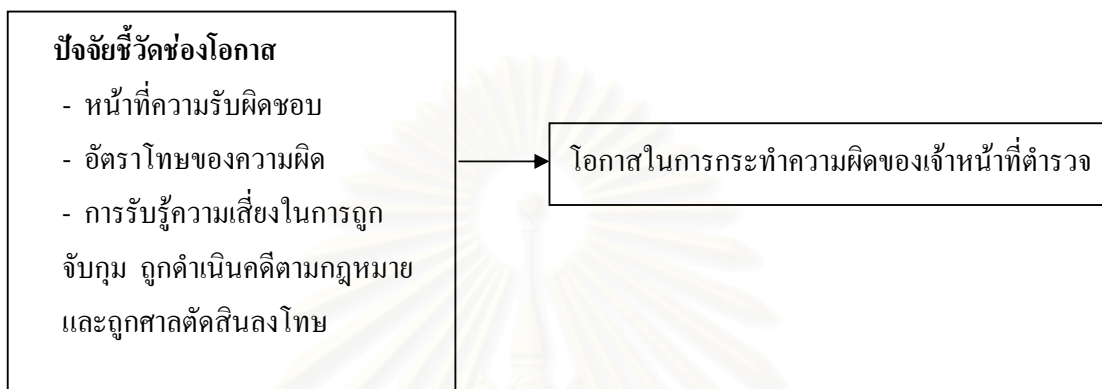 ปัจจัยชี้วัดช่องโอกาส
- หน้าที่ความรับผิดชอบ
- อัตราโทษของความผิด
- การรับรู้ความเสี่ยงในการถูก
จับกุม ถูกดำเนินคดีตามกฎหมาย
และถูกศาลตัดสินลงโทษ
โอกาสในการกระทำความผิดของเจ้าหน้าที่ตำรวจ